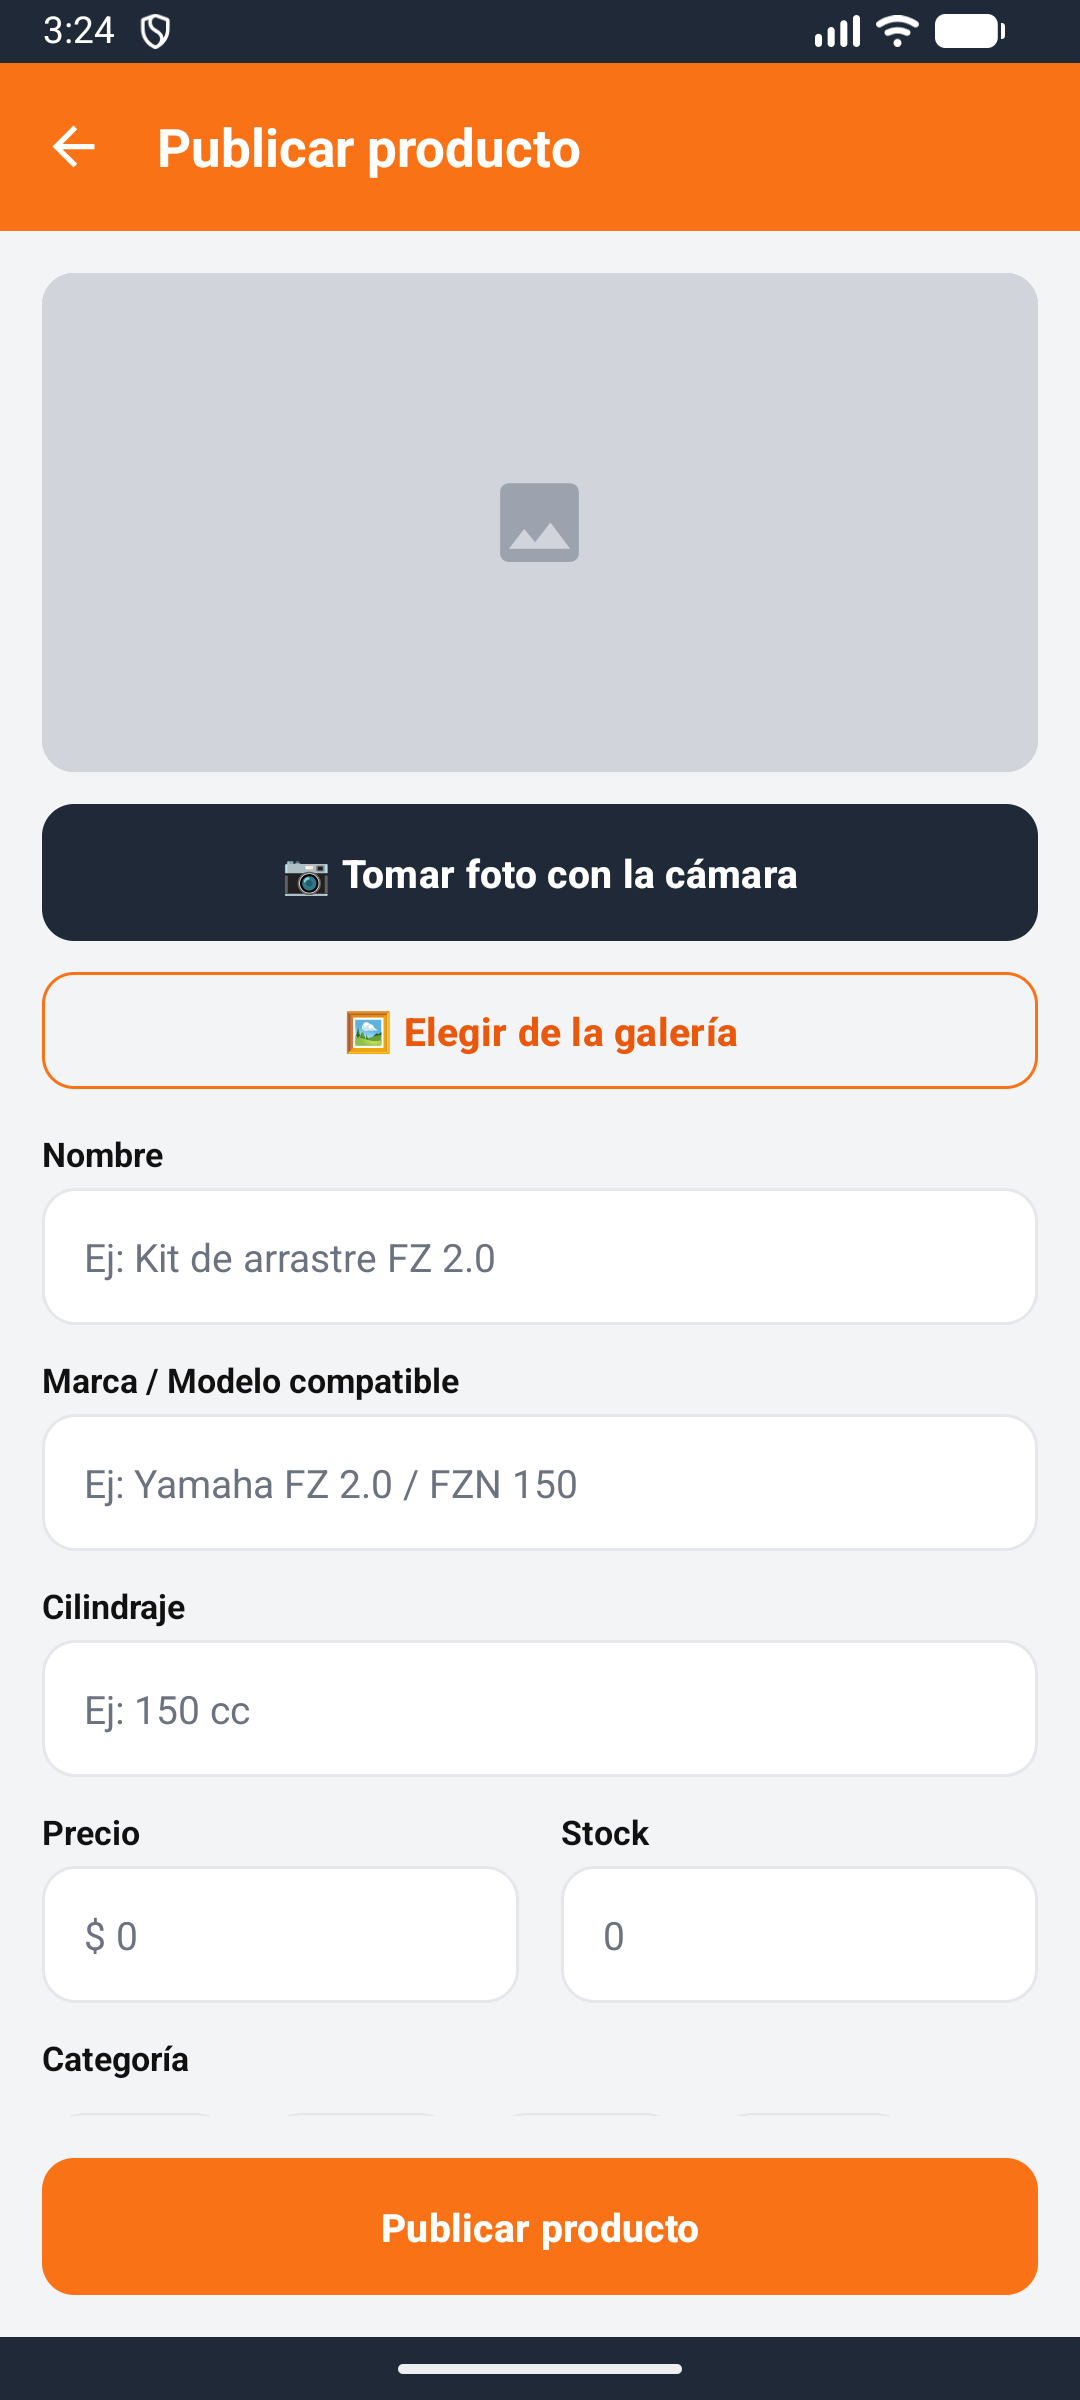 3:24
Publicar producto
📷 Tomar foto con la cámara
🖼️ Elegir de la galería
Nombre
Ej: Kit de arrastre FZ 2.0
Marca / Modelo compatible
Ej: Yamaha FZ 2.0 / FZN 150
Cilindraje
Ej: 150 cc
Precio
Stock
$ 0
0
Categoría
Publicar producto